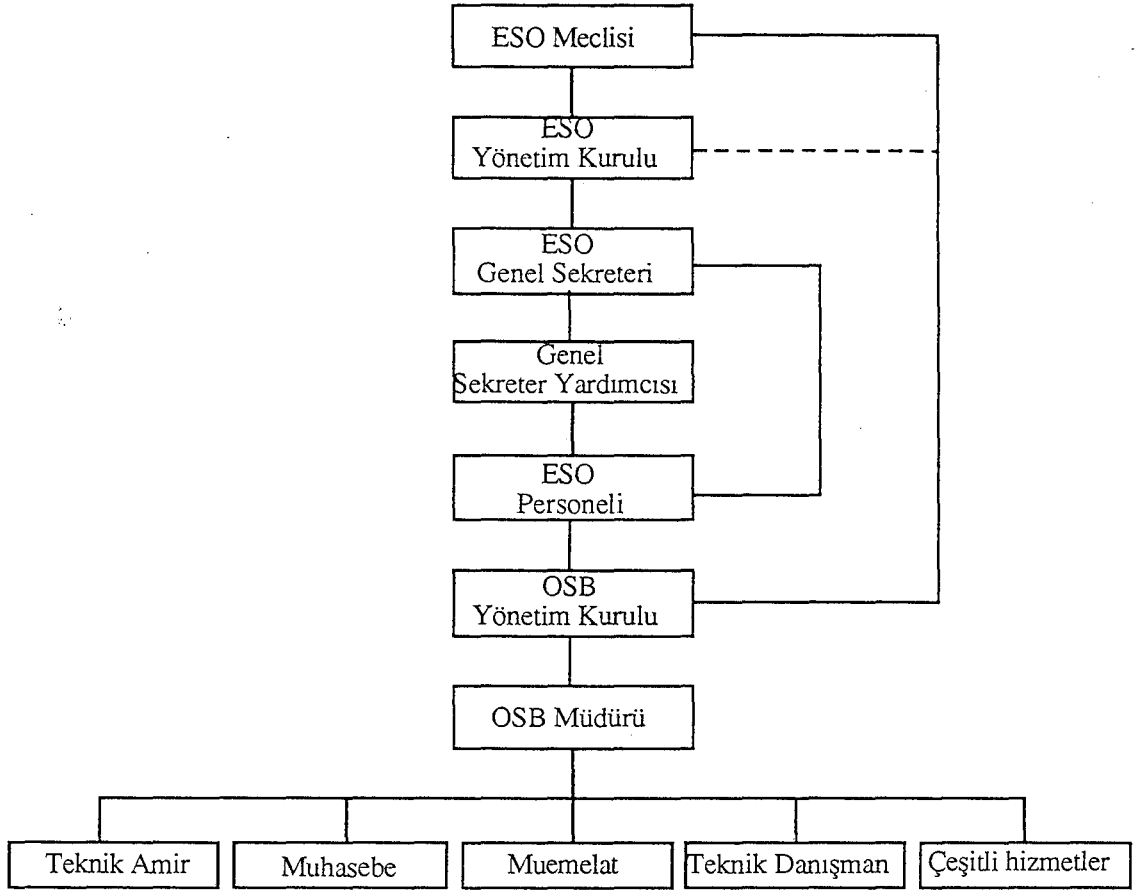 ESO Meclisi
ESO
Yönetim Kurulu
ESO
Genel Sekreteri
Genel
Sekreter Yardımcısı
ESO
Personeli
OSB
Yönetim Kurulu
OSB Müdürü
Teknik Amir
Muhasebe
Muemelat
Teknik Danışman
Çeşitli hizmetler